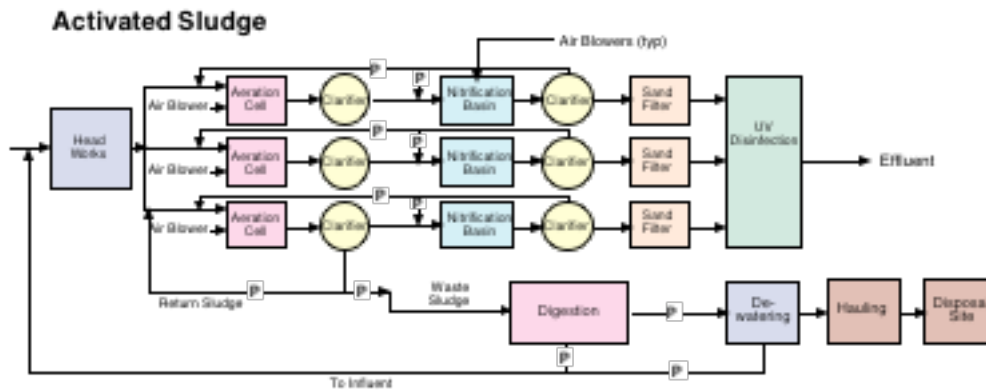 Activated Sludge
Air Blowers (typ)
P
P
Air Blower
Aeration
Cell
Clarifier
Nitrification
Basin
Clarifier
Sand
Filter
UV
Disinfection
Head
Works
P
P
Air Blower
Aeration
Cell
Clarifier
Nitrification
Basin
Clarifier
Sand
Filter
Effluent
P
P
Air Blower
Aeration
Cell
Clarifier
Nitrification
Basin
Clarifier
Sand
Filter
Return Sludge
P
P
Waste
Sludge
Digestion
P
De-
watering
Hauling
Disposa
Site
P
P
To Influent